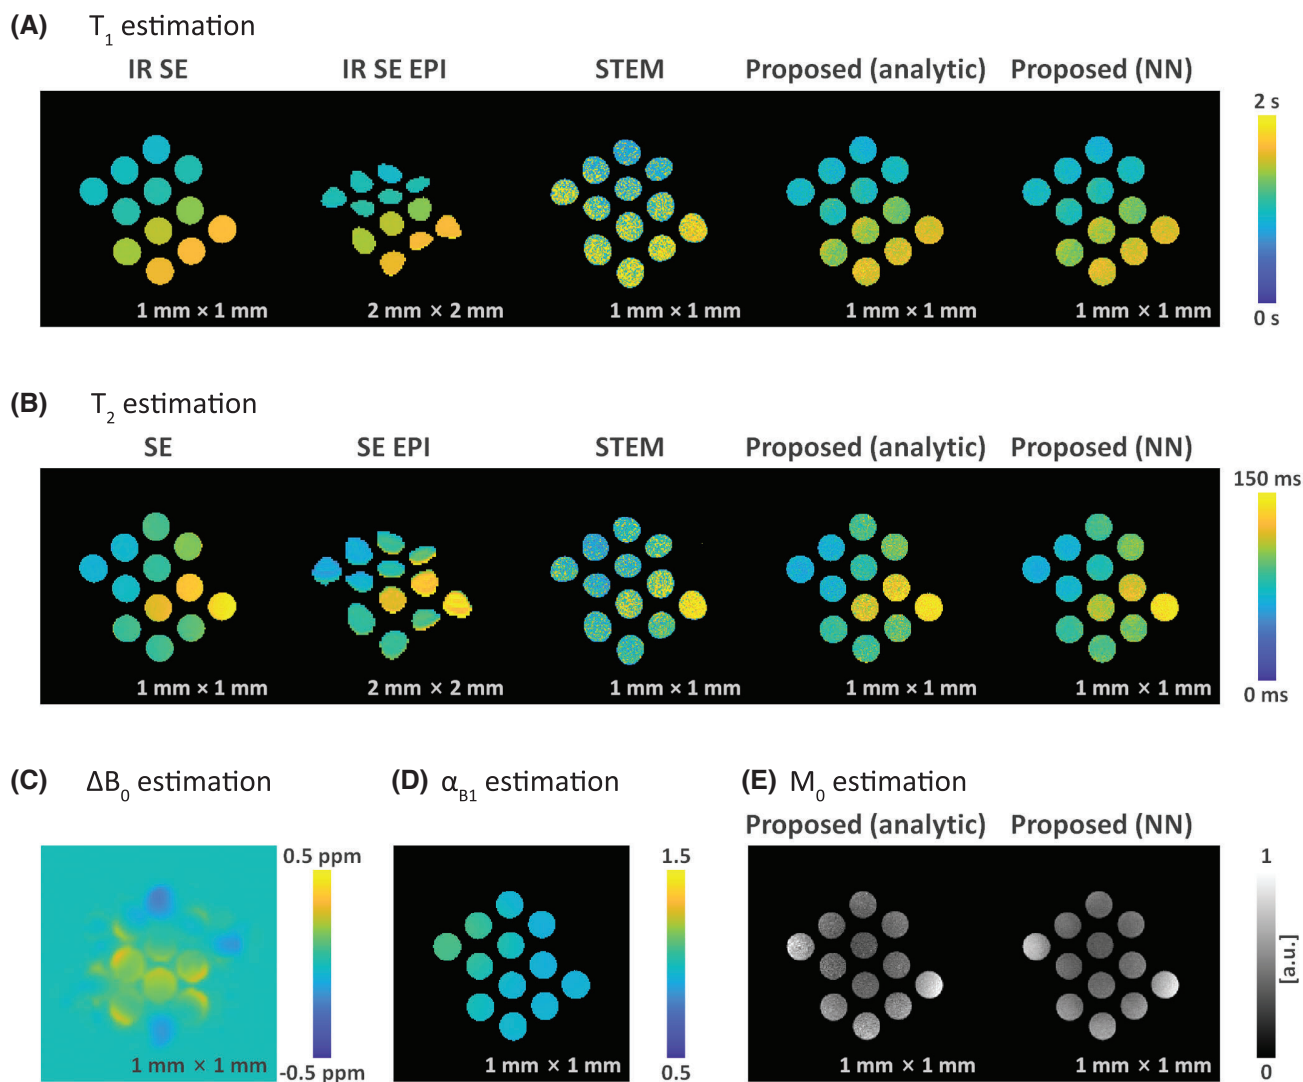 (A) T1 estimation
IR SE IR SE EPI STEM Proposed (analytic) Proposed (NN)
2 s
1 mm × 1 mm 2 mm × 2 mm 1 mm × 1 mm 1 mm × 1 mm 1 mm × 1 mm
0 s
(B) T2 estimation
SE SE EPI STEM Proposed (analytic) Proposed (NN)
150 ms
1 mm × 1 mm 2 mm × 2 mm 1 mm × 1 mm 1 mm × 1 mm 1 mm × 1 mm
0 ms
(C) ΔB0 estimation
0.5 ppm
1 mm × 1 mm
-0.5 ppm
(D) αB1 estimation
1.5
1 mm × 1 mm
0.5
(E) M0 estimation
Proposed (analytic) Proposed (NN)
1
[a.u.]
1 mm × 1 mm 1 mm × 1 mm
0